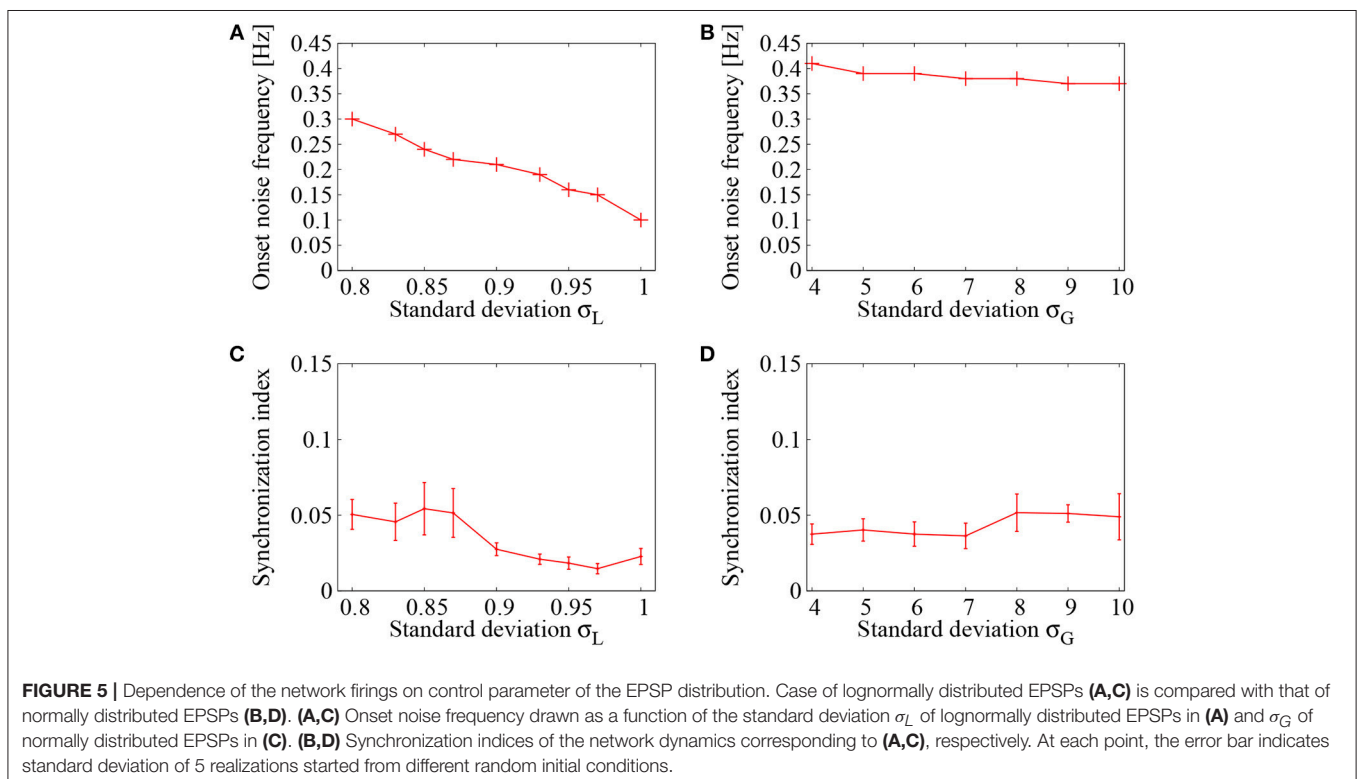 A
Onset noise frequency [Hz]
0.45
0.4
0.35
0.3
0.25
0.2
0.15
0.1
0.05
0
0.8 0.85 0.9 0.95 1
Standard deviation σL
B
Onset noise frequency [Hz]
0.45
0.4
0.35
0.3
0.25
0.2
0.15
0.1
0.05
0
4 5 6 7 8 9 10
Standard deviation σG
C
Synchronization index
0.15
0.1
0.05
0
0.8 0.85 0.9 0.95 1
Standard deviation σL
D
Synchronization index
0.15
0.1
0.05
0
4 5 6 7 8 9 10
Standard deviation σG
FIGURE 5 | Dependence of the network firings on control parameter of the EPSP distribution. Case of lognormally distributed EPSPs (A,C) is compared with that of
normally distributed EPSPs (B,D). (A,C) Onset noise frequency drawn as a function of the standard deviation σL of lognormally distributed EPSPs in (A) and σG of
normally distributed EPSPs in (C). (B,D) Synchronization indices of the network dynamics corresponding to (A,C), respectively. At each point, the error bar indicates
standard deviation of 5 realizations started from different random initial conditions.